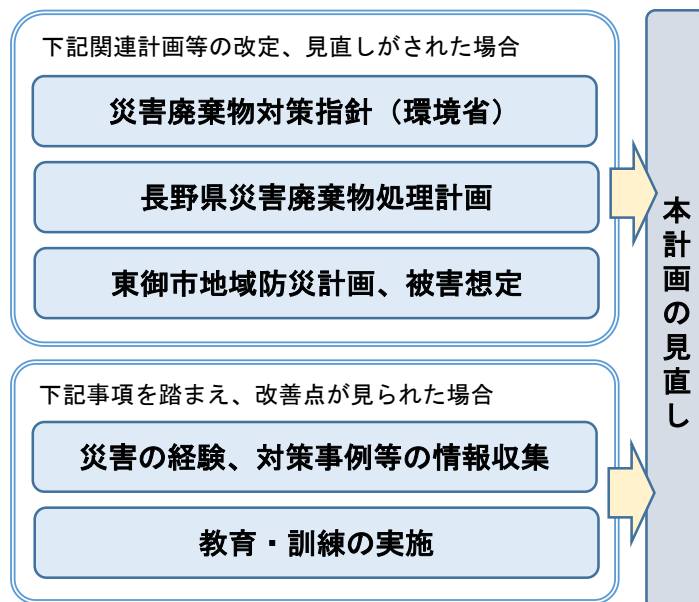 下記関連計画等の改定、見直しがされた場合
災害廃棄物対策指針（環境省）
長野県災害廃棄物処理計画
東御市地域防災計画、被害想定
下記事項を踏まえ、改善点が見られた場合
災害の経験、対策事例等の情報収集
教育・訓練の実施
本計画の見直し